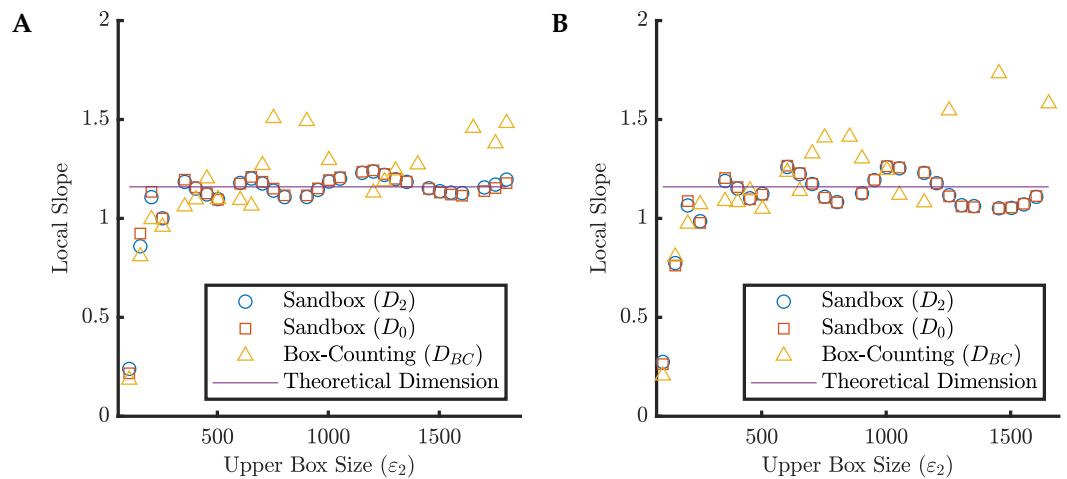 A
2
1.5
1
0.5
0
Local Slope
500
1000
1500
Upper Box Size (ε₂)
Sandbox (D₂)
Sandbox (D₀)
Box-Counting (D_BC)
Theoretical Dimension
B
2
1.5
1
0.5
0
Local Slope
500
1000
1500
Upper Box Size (ε₂)
Sandbox (D₂)
Sandbox (D₀)
Box-Counting (D_BC)
Theoretical Dimension